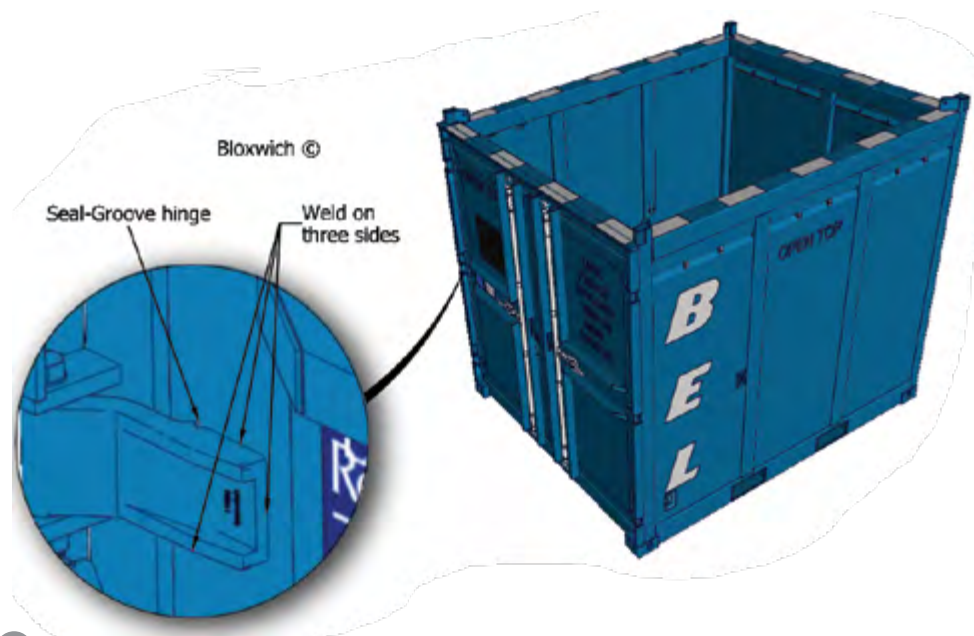 Bloxwich ©
Seal-Groove hinge
Weld on
three sides
OPEN TOP
B
E
L